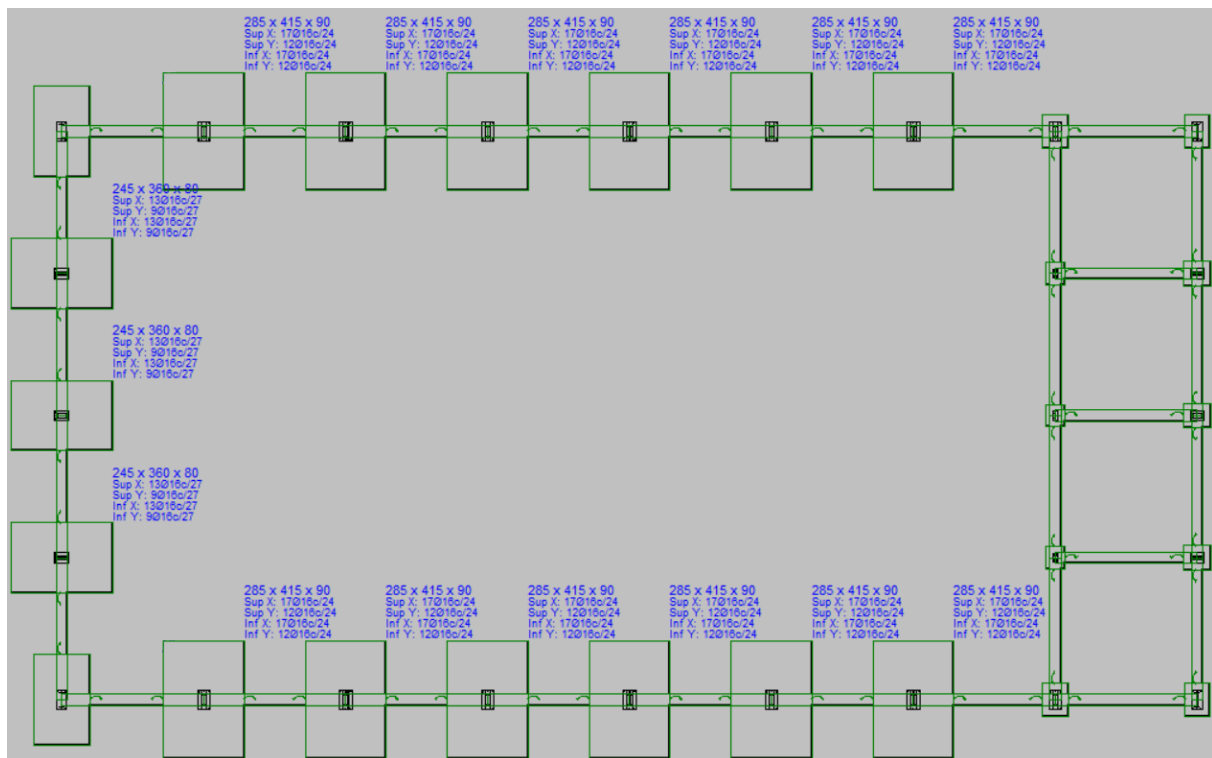 285 x 415 x 90
Sup X: 17Ø16c/24
Sup Y: 12Ø16c/24
Inf X: 17Ø16c/24
Inf Y: 12Ø16c/24
285 x 415 x 90
Sup X: 17Ø16c/24
Sup Y: 12Ø16c/24
Inf X: 17Ø16c/24
Inf Y: 12Ø16c/24
285 x 415 x 90
Sup X: 17Ø16c/24
Sup Y: 12Ø16c/24
Inf X: 17Ø16c/24
Inf Y: 12Ø16c/24
285 x 415 x 90
Sup X: 17Ø16c/24
Sup Y: 12Ø16c/24
Inf X: 17Ø16c/24
Inf Y: 12Ø16c/24
285 x 415 x 90
Sup X: 17Ø16c/24
Sup Y: 12Ø16c/24
Inf X: 17Ø16c/24
Inf Y: 12Ø16c/24
285 x 415 x 90
Sup X: 17Ø16c/24
Sup Y: 12Ø16c/24
Inf X: 17Ø16c/24
Inf Y: 12Ø16c/24
245 x 360 x 80
Sup X: 13Ø16c/27
Sup Y: 9Ø16c/27
Inf X: 13Ø16c/27
Inf Y: 9Ø16c/27
245 x 360 x 80
Sup X: 13Ø16c/27
Sup Y: 9Ø16c/27
Inf X: 13Ø16c/27
Inf Y: 9Ø16c/27
245 x 360 x 80
Sup X: 13Ø16c/27
Sup Y: 9Ø16c/27
Inf X: 13Ø16c/27
Inf Y: 9Ø16c/27
285 x 415 x 90
Sup X: 17Ø16c/24
Sup Y: 12Ø16c/24
Inf X: 17Ø16c/24
Inf Y: 12Ø16c/24
285 x 415 x 90
Sup X: 17Ø16c/24
Sup Y: 12Ø16c/24
Inf X: 17Ø16c/24
Inf Y: 12Ø16c/24
285 x 415 x 90
Sup X: 17Ø16c/24
Sup Y: 12Ø16c/24
Inf X: 17Ø16c/24
Inf Y: 12Ø16c/24
285 x 415 x 90
Sup X: 17Ø16c/24
Sup Y: 12Ø16c/24
Inf X: 17Ø16c/24
Inf Y: 12Ø16c/24
285 x 415 x 90
Sup X: 17Ø16c/24
Sup Y: 12Ø16c/24
Inf X: 17Ø16c/24
Inf Y: 12Ø16c/24
285 x 415 x 90
Sup X: 17Ø16c/24
Sup Y: 12Ø16c/24
Inf X: 17Ø16c/24
Inf Y: 12Ø16c/24